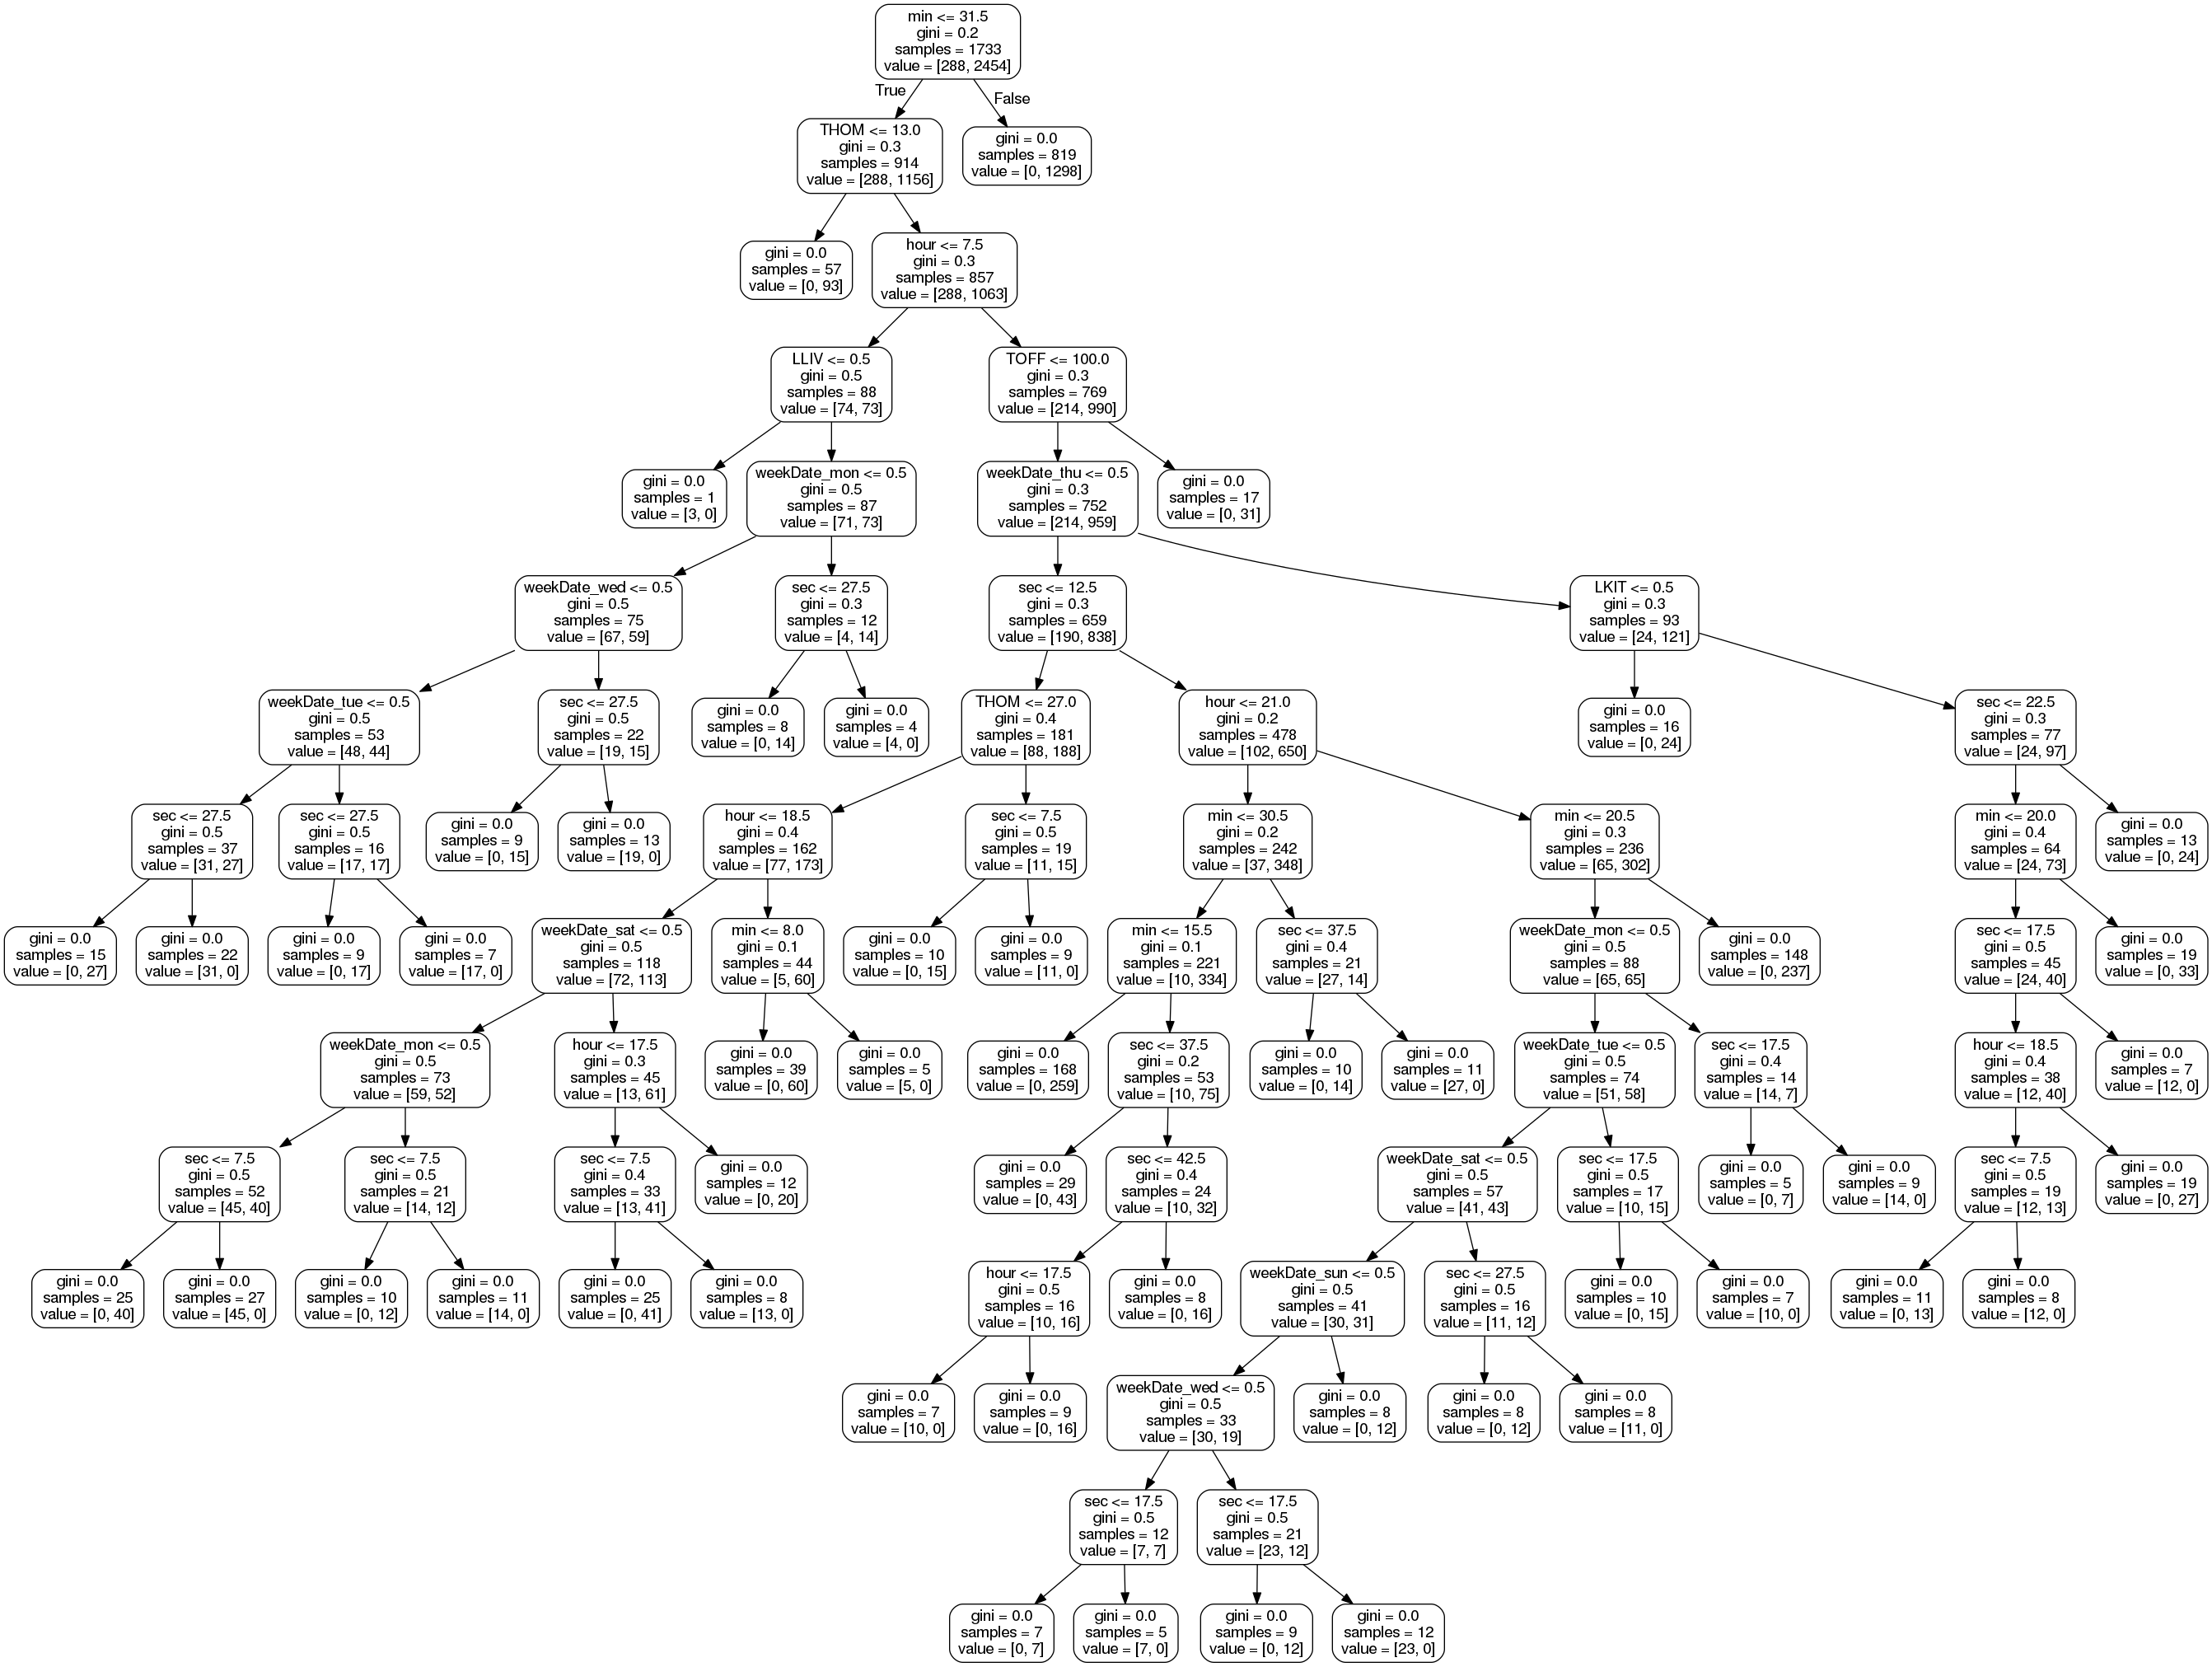 min <= 31.5
gini = 0.2
samples = 1733
value = [288, 2454]
True
False
THOM <= 13.0
gini = 0.3
samples = 914
value = [288, 1156]
gini = 0.0
samples = 819
value = [0, 1298]
gini = 0.0
samples = 57
value = [0, 93]
hour <= 7.5
gini = 0.3
samples = 857
value = [288, 1063]
LLIV <= 0.5
gini = 0.5
samples = 88
value = [74, 73]
TOFF <= 100.0
gini = 0.3
samples = 769
value = [214, 990]
gini = 0.0
samples = 1
value = [3, 0]
weekDate_mon <= 0.5
gini = 0.5
samples = 87
value = [71, 73]
weekDate_thu <= 0.5
gini = 0.3
samples = 752
value = [214, 959]
gini = 0.0
samples = 17
value = [0, 31]
weekDate_wed <= 0.5
gini = 0.5
samples = 75
value = [67, 59]
sec <= 27.5
gini = 0.3
samples = 12
value = [4, 14]
sec <= 12.5
gini = 0.3
samples = 659
value = [190, 838]
LKIT <= 0.5
gini = 0.3
samples = 93
value = [24, 121]
weekDate_tue <= 0.5
gini = 0.5
samples = 53
value = [48, 44]
sec <= 27.5
gini = 0.5
samples = 22
value = [19, 15]
gini = 0.0
samples = 8
value = [0, 14]
gini = 0.0
samples = 4
value = [4, 0]
THOM <= 27.0
gini = 0.4
samples = 181
value = [88, 188]
hour <= 21.0
gini = 0.2
samples = 478
value = [102, 650]
gini = 0.0
samples = 16
value = [0, 24]
sec <= 22.5
gini = 0.3
samples = 77
value = [24, 97]
sec <= 27.5
gini = 0.5
samples = 37
value = [31, 27]
sec <= 27.5
gini = 0.5
samples = 16
value = [17, 17]
gini = 0.0
samples = 9
value = [0, 15]
gini = 0.0
samples = 13
value = [19, 0]
hour <= 18.5
gini = 0.4
samples = 162
value = [77, 173]
sec <= 7.5
gini = 0.5
samples = 19
value = [11, 15]
min <= 30.5
gini = 0.2
samples = 242
value = [37, 348]
min <= 20.5
gini = 0.3
samples = 236
value = [65, 302]
min <= 20.0
gini = 0.4
samples = 64
value = [24, 73]
gini = 0.0
samples = 13
value = [0, 24]
gini = 0.0
samples = 15
value = [0, 27]
gini = 0.0
samples = 22
value = [31, 0]
gini = 0.0
samples = 9
value = [0, 17]
gini = 0.0
samples = 7
value = [17, 0]
weekDate_sat <= 0.5
gini = 0.5
samples = 118
value = [72, 113]
min <= 8.0
gini = 0.1
samples = 44
value = [5, 60]
gini = 0.0
samples = 10
value = [0, 15]
gini = 0.0
samples = 9
value = [11, 0]
min <= 15.5
gini = 0.1
samples = 221
value = [10, 334]
sec <= 37.5
gini = 0.4
samples = 21
value = [27, 14]
weekDate_mon <= 0.5
gini = 0.5
samples = 88
value = [65, 65]
gini = 0.0
samples = 148
value = [0, 237]
sec <= 17.5
gini = 0.5
samples = 45
value = [24, 40]
gini = 0.0
samples = 19
value = [0, 33]
weekDate_mon <= 0.5
gini = 0.5
samples = 73
value = [59, 52]
hour <= 17.5
gini = 0.3
samples = 45
value = [13, 61]
gini = 0.0
samples = 39
value = [0, 60]
gini = 0.0
samples = 5
value = [5, 0]
gini = 0.0
samples = 168
value = [0, 259]
sec <= 37.5
gini = 0.2
samples = 53
value = [10, 75]
gini = 0.0
samples = 10
value = [0, 14]
gini = 0.0
samples = 11
value = [27, 0]
weekDate_tue <= 0.5
gini = 0.5
samples = 74
value = [51, 58]
sec <= 17.5
gini = 0.4
samples = 14
value = [14, 7]
hour <= 18.5
gini = 0.4
samples = 38
value = [12, 40]
gini = 0.0
samples = 7
value = [12, 0]
sec <= 7.5
gini = 0.5
samples = 52
value = [45, 40]
sec <= 7.5
gini = 0.5
samples = 21
value = [14, 12]
sec <= 7.5
gini = 0.4
samples = 33
value = [13, 41]
gini = 0.0
samples = 12
value = [0, 20]
gini = 0.0
samples = 29
value = [0, 43]
sec <= 42.5
gini = 0.4
samples = 24
value = [10, 32]
weekDate_sat <= 0.5
gini = 0.5
samples = 57
value = [41, 43]
sec <= 17.5
gini = 0.5
samples = 17
value = [10, 15]
gini = 0.0
samples = 5
value = [0, 7]
gini = 0.0
samples = 9
value = [14, 0]
sec <= 7.5
gini = 0.5
samples = 19
value = [12, 13]
gini = 0.0
samples = 19
value = [0, 27]
gini = 0.0
samples = 25
value = [0, 40]
gini = 0.0
samples = 27
value = [45, 0]
gini = 0.0
samples = 10
value = [0, 12]
gini = 0.0
samples = 11
value = [14, 0]
gini = 0.0
samples = 25
value = [0, 41]
gini = 0.0
samples = 8
value = [13, 0]
hour <= 17.5
gini = 0.5
samples = 16
value = [10, 16]
gini = 0.0
samples = 8
value = [0, 16]
weekDate_sun <= 0.5
gini = 0.5
samples = 41
value = [30, 31]
sec <= 27.5
gini = 0.5
samples = 16
value = [11, 12]
gini = 0.0
samples = 10
value = [0, 15]
gini = 0.0
samples = 7
value = [10, 0]
gini = 0.0
samples = 11
value = [0, 13]
gini = 0.0
samples = 8
value = [12, 0]
gini = 0.0
samples = 7
value = [10, 0]
gini = 0.0
samples = 9
value = [0, 16]
weekDate_wed <= 0.5
gini = 0.5
samples = 33
value = [30, 19]
gini = 0.0
samples = 8
value = [0, 12]
gini = 0.0
samples = 8
value = [0, 12]
gini = 0.0
samples = 8
value = [11, 0]
sec <= 17.5
gini = 0.5
samples = 12
value = [7, 7]
sec <= 17.5
gini = 0.5
samples = 21
value = [23, 12]
gini = 0.0
samples = 7
value = [0, 7]
gini = 0.0
samples = 5
value = [7, 0]
gini = 0.0
samples = 9
value = [0, 12]
gini = 0.0
samples = 12
value = [23, 0]